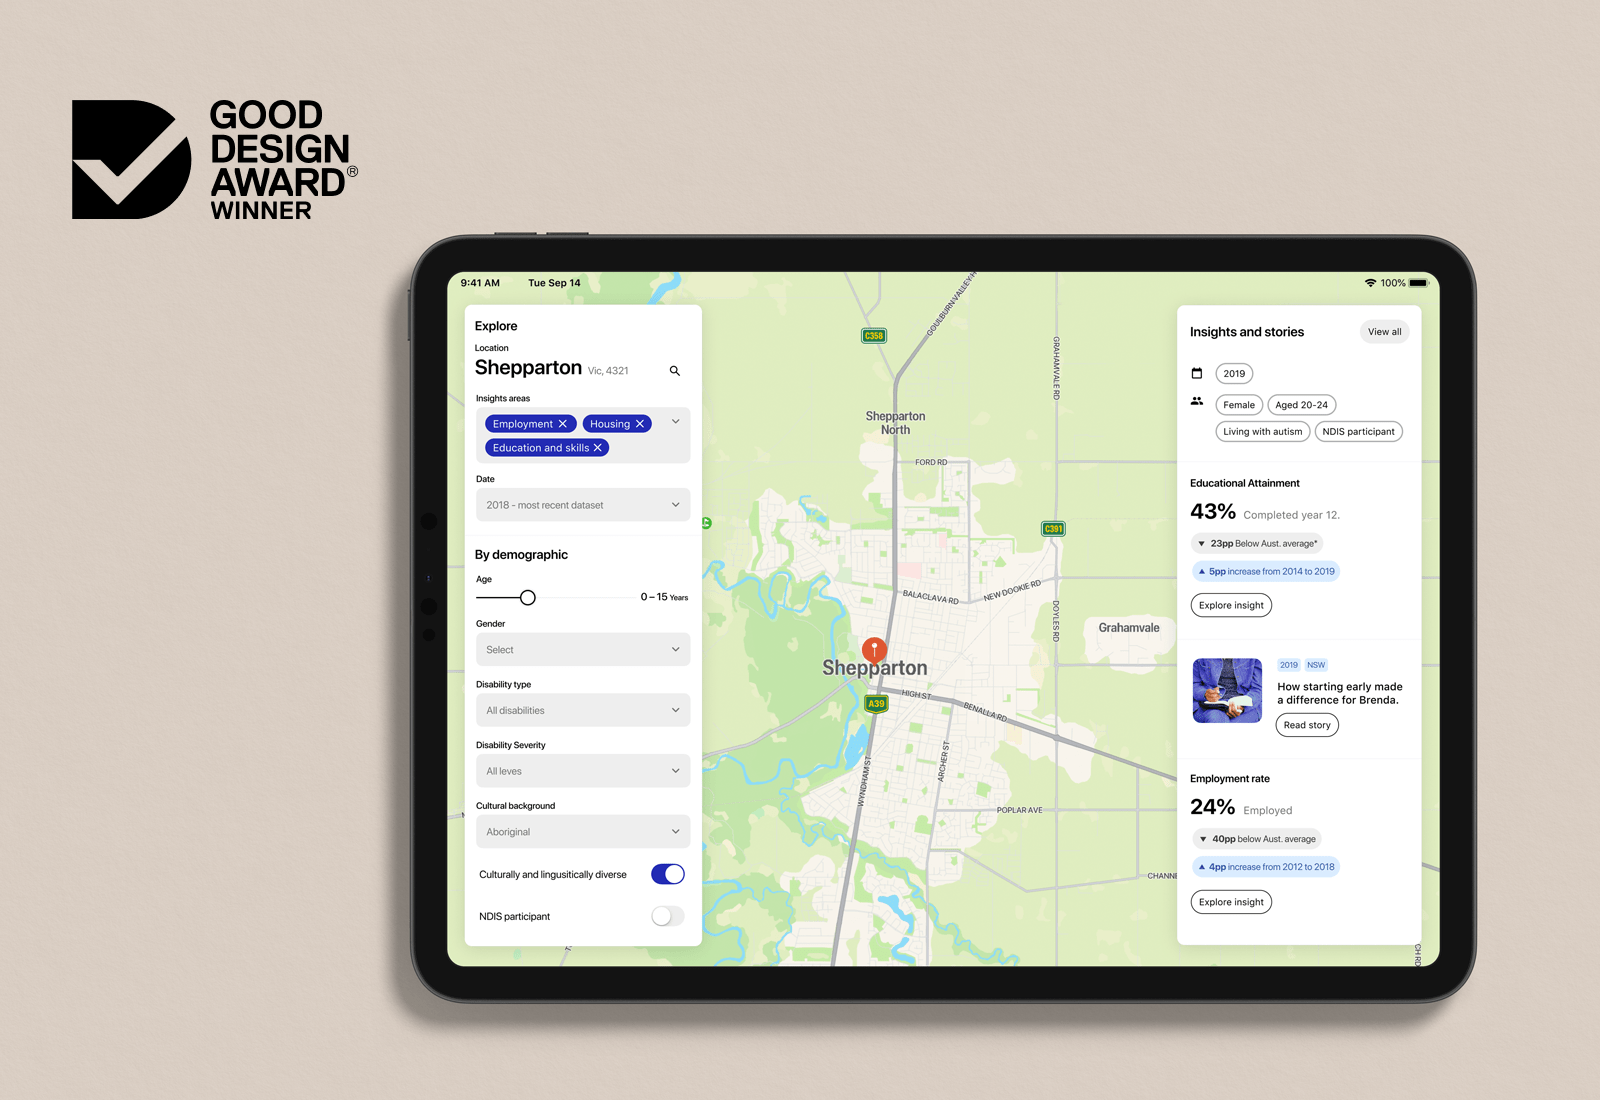 GOOD
DESIGN
AWARD®
WINNER
9:41 AM Tue Sep 14
100%
Explore
Location
Shepparton Vic, 4321
Insights areas
Employment Housing
Education and skills
Date
2018 - most recent dataset
By demographic
Age
0 – 15 Years
Gender
Select
Disability type
All disabilities
Disability Severity
All leves
Cultural background
Aboriginal
Culturally and lingusitically diverse
NDIS participant
C358
GOULBURN VALLEY H
GRAHAMVALE RD
Shepparton
North
FORD RD
C391
BALACLAVA RD
NEW DOOKIE RD
DOYLES RD
Grahamvale
Shepparton
HIGH ST
A39
BENALLA RD
WYNDHAM ST
ARCHER ST
POPLAR AVE
CHANNE
CH RD
Insights and stories View all
2019
Female Aged 20-24
Living with autism NDIS participant
Educational Attainment
43% Completed year 12.
23pp Below Aust. average*
5pp increase from 2014 to 2019
Explore insight
2019 NSW
How starting early made
a difference for Brenda.
Read story
Employment rate
24% Employed
40pp below Aust. average
4pp increase from 2012 to 2018
Explore insight